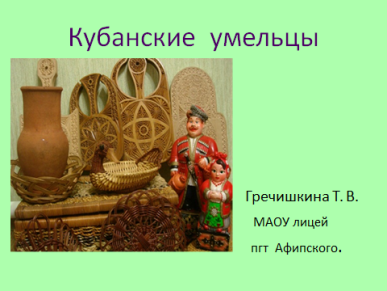 Кубанские умельцы
Гречишкина Т. В.
МАОУ лицей
пгт Афипского.